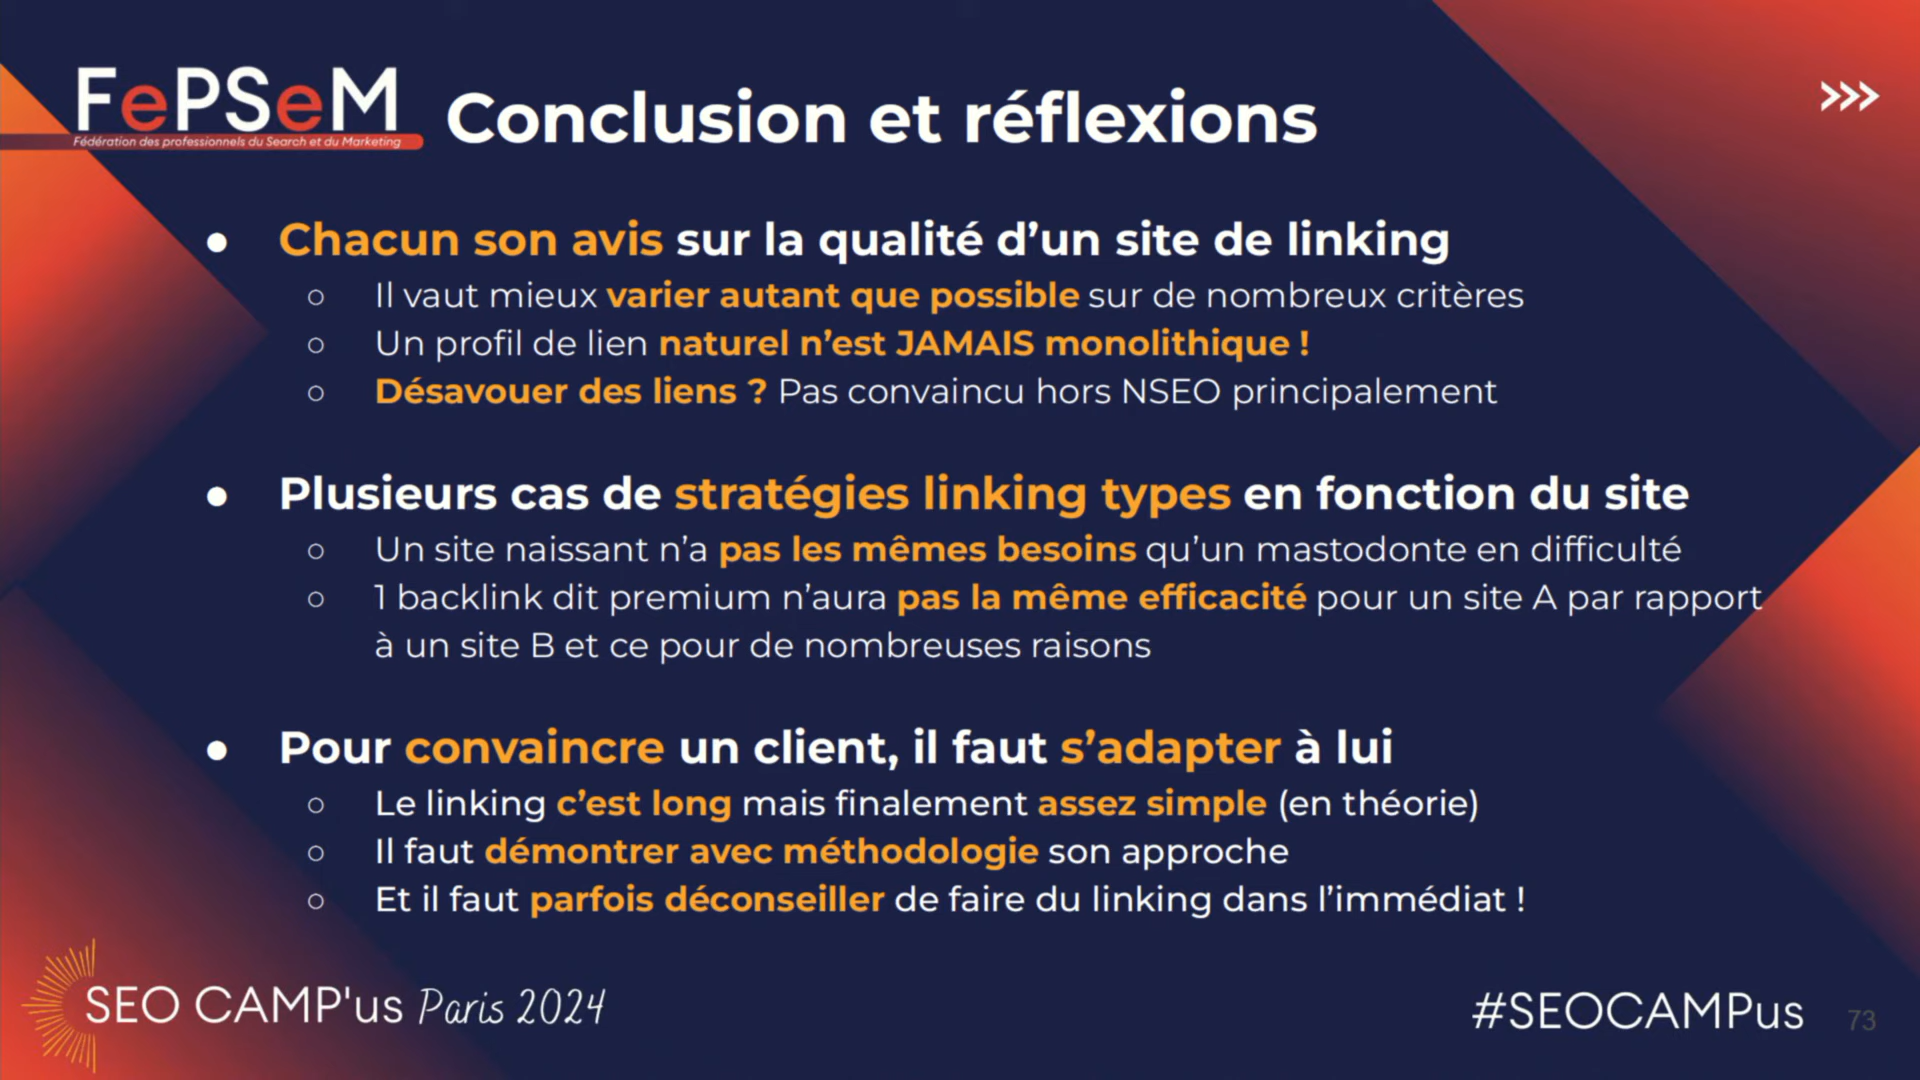 FePSeM
Fédération des professionnels du Search et du Marketing
Conclusion et réflexions
● Chacun son avis sur la qualité d’un site de linking
○ Il vaut mieux varier autant que possible sur de nombreux critères
○ Un profil de lien naturel n’est JAMAIS monolithique !
○ Désavouer des liens ? Pas convaincu hors NSEO principalement
● Plusieurs cas de stratégies linking types en fonction du site
○ Un site naissant n’a pas les mêmes besoins qu’un mastodonte en difficulté
○ 1 backlink dit premium n’aura pas la même efficacité pour un site A par rapport
à un site B et ce pour de nombreuses raisons
● Pour convaincre un client, il faut s’adapter à lui
○ Le linking c’est long mais finalement assez simple (en théorie)
○ Il faut démontrer avec méthodologie son approche
○ Et il faut parfois déconseiller de faire du linking dans l’immédiat !
SEO CAMP'us Paris 2024
#SEOCAMPus
73